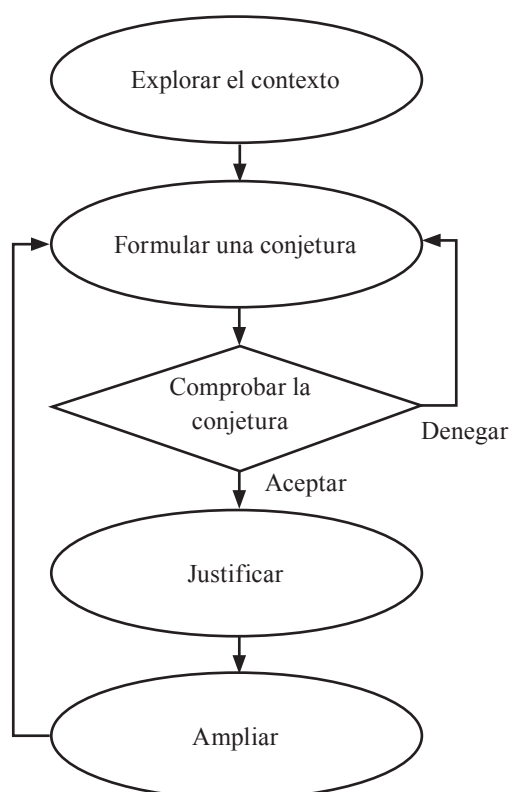 Explorar el contexto
Formular una conjetura
Comprobar la
conjetura
Denegar
Aceptar
Justificar
Ampliar